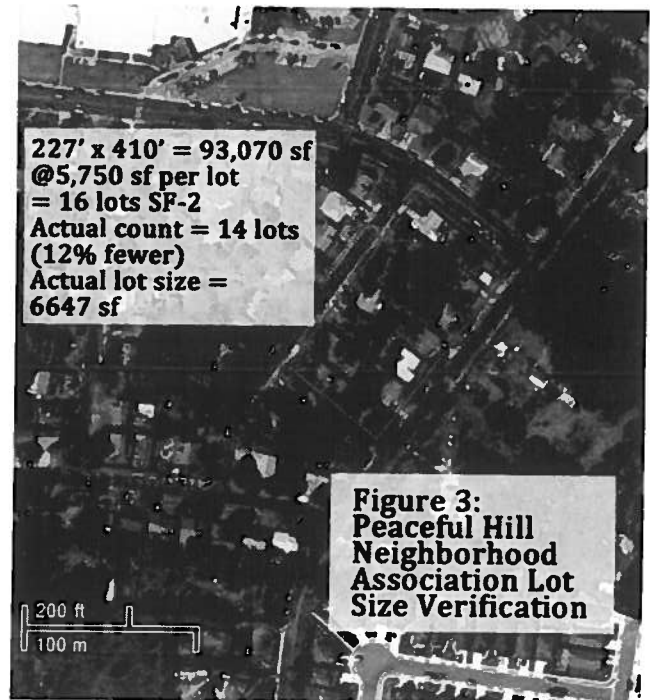 227’ x 410’ = 93,070 sf
@5,750 sf per lot
= 16 lots SF-2
Actual count = 14 lots
(12% fewer)
Actual lot size =
6647 sf
Figure 3:
Peaceful Hill
Neighborhood
Association Lot
Size Verification
200 ft
100 m